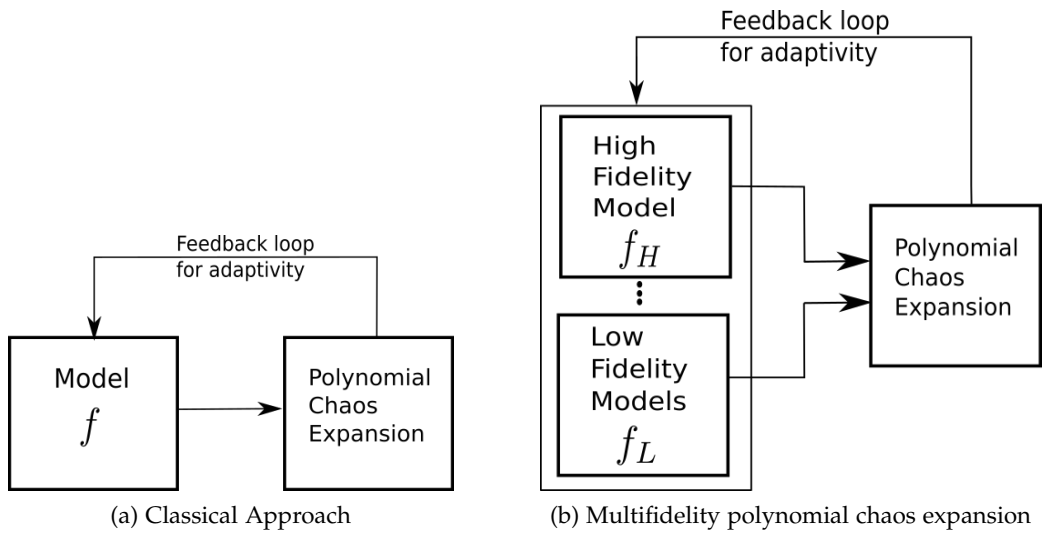 Feedback loop
for adaptivity
Model
f
Polynomial
Chaos
Expansion
(a) Classical Approach
Feedback loop
for adaptivity
High
Fidelity
Model
f_H
Low
Fidelity
Models
f_L
Polynomial
Chaos
Expansion
(b) Multifidelity polynomial chaos expansion